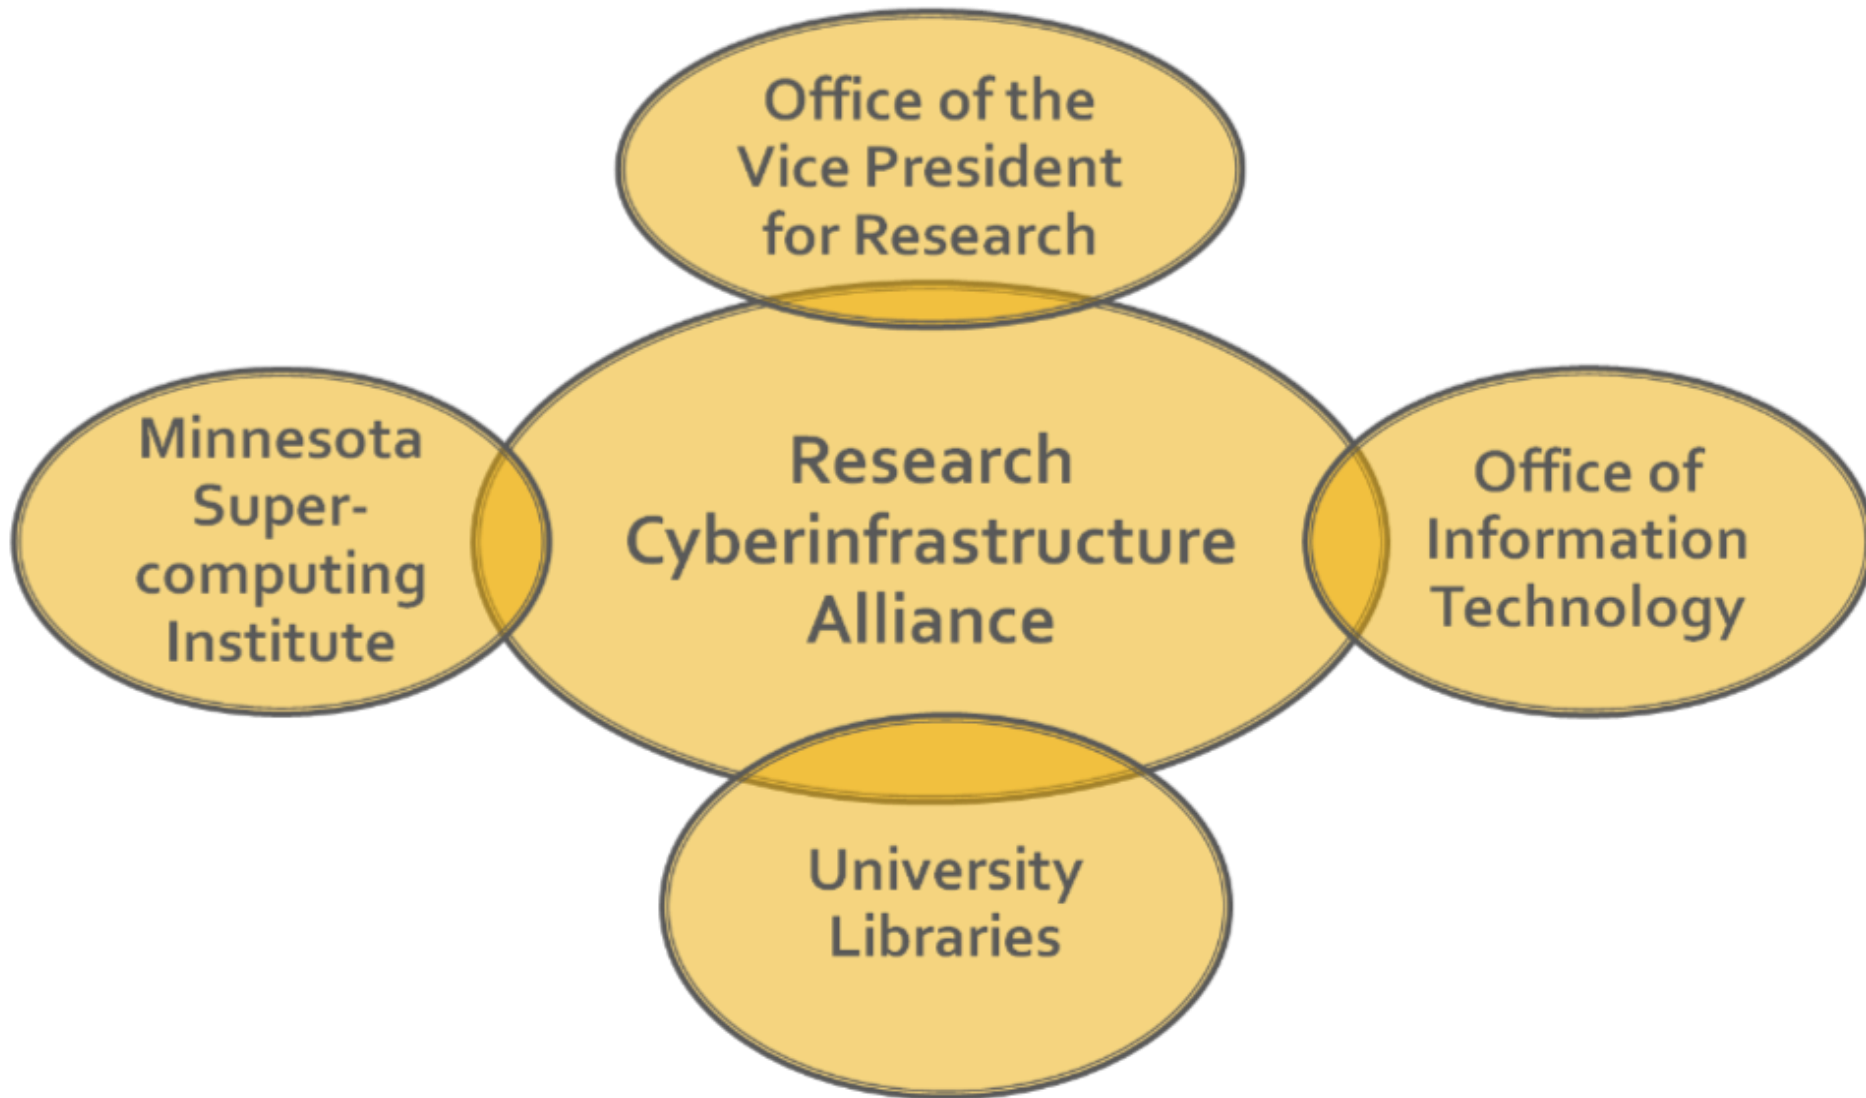 Office of the
Vice President
for Research
Minnesota
Super-
computing
Institute
Research
Cyberinfrastructure
Alliance
Office of
Information
Technology
University
Libraries